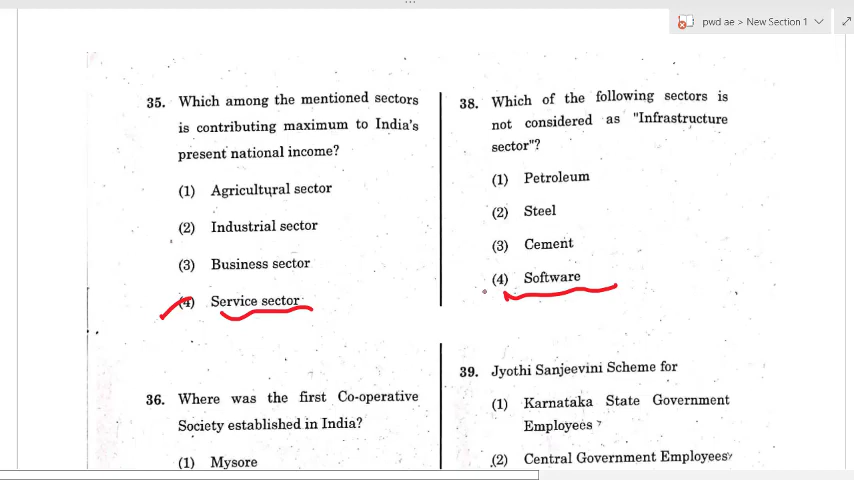 pwd ae > New Section 1
35. Which among the mentioned sectors
is contributing maximum to India's
present national income?
(1) Agricultural sector
(2) Industrial sector
(3) Business sector
(4) Service sector
36. Where was the first Co-operative
Society established in India?
(1) Mysore
38. Which of the following sectors is
not considered as "Infrastructure
sector"?
(1) Petroleum
(2) Steel
(3) Cement
(4) Software
39. Jyothi Sanjeevini Scheme for
(1) Karnataka State Government
Employees
(2) Central Government Employees